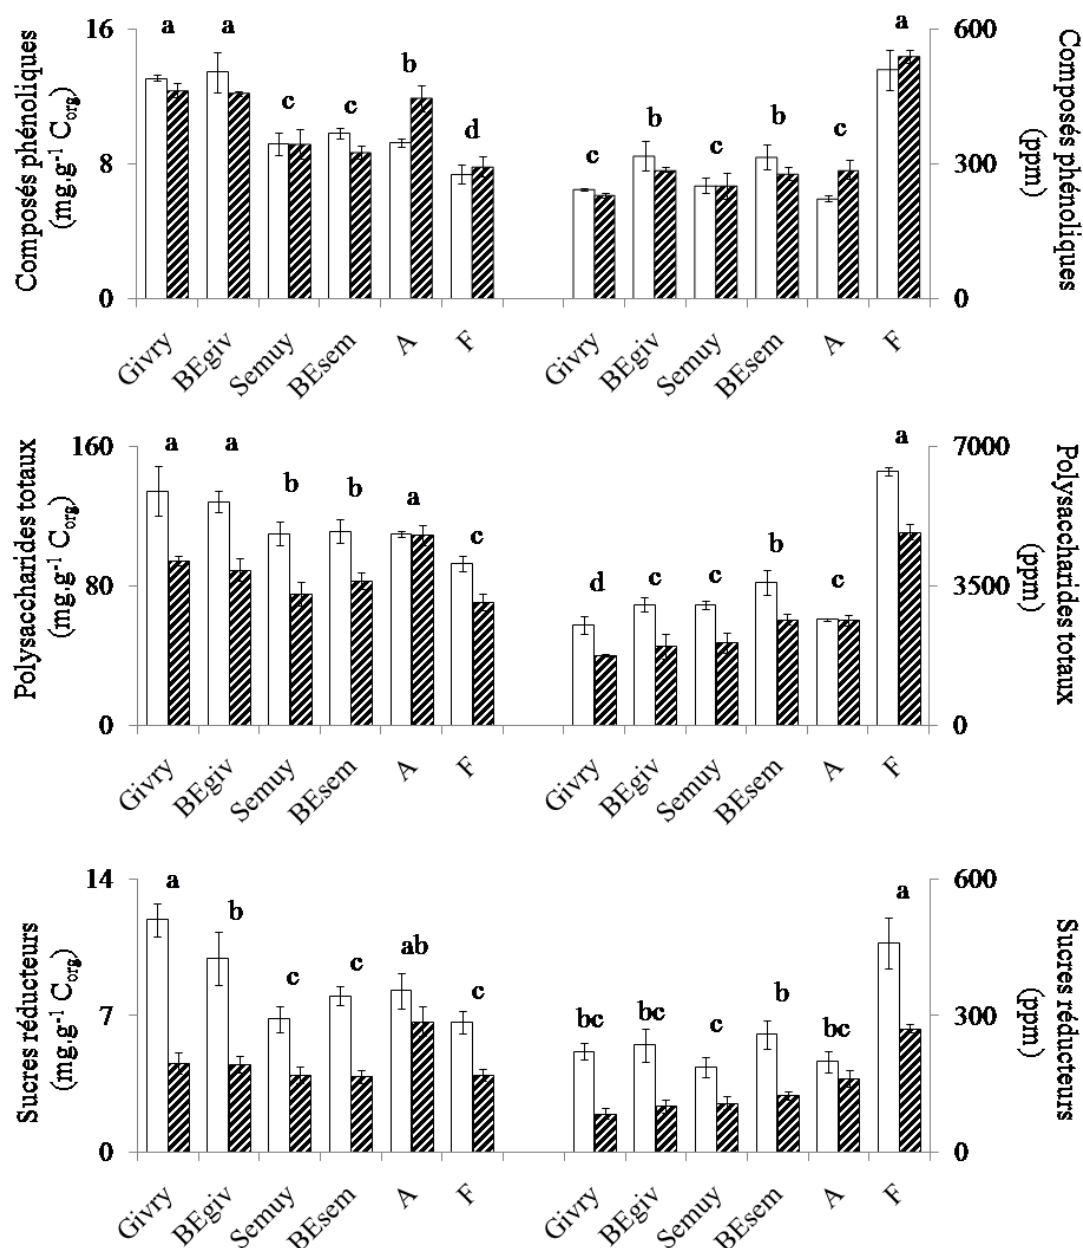 Composés phénoliques
(mg.g⁻¹ Corg)
16
8
0
a a c c b d
c b c b c a
600
300
0
Composés phénoliques
(ppm)
Givry BEgiv Semuy BEsem A F
Givry BEgiv Semuy BEsem A F
Polysaccharides totaux
(mg.g⁻¹ Corg)
160
80
0
a a b b a c
d c c b c a
7000
3500
0
Polysaccharides totaux
(ppm)
Givry BEgiv Semuy BEsem A F
Givry BEgiv Semuy BEsem A F
Sucres réducteurs
(mg.g⁻¹ Corg)
14
7
0
a b c c ab c
bc bc c b bc a
600
300
0
Sucres réducteurs
(ppm)
Givry BEgiv Semuy BEsem A F
Givry BEgiv Semuy BEsem A F